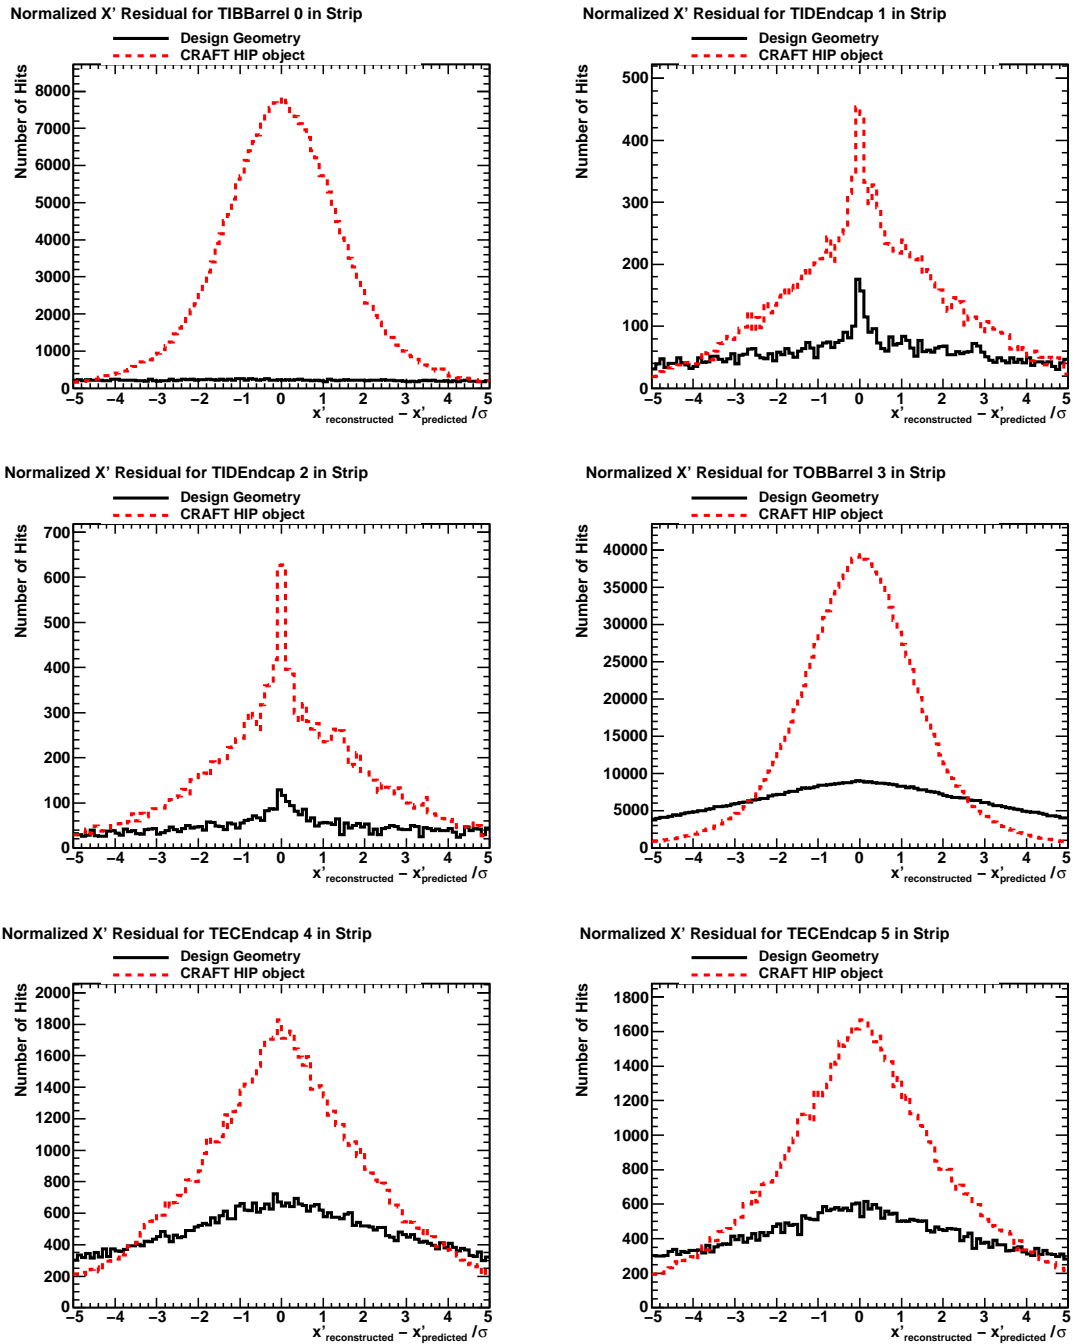 Normalized X' Residual for TIBBarrel 0 in Strip
Design Geometry
CRAFT HIP object
Number of Hits
8000
7000
6000
5000
4000
3000
2000
1000
0
−5 −4 −3 −2 −1 0 1 2 3 4 5
x'reconstructed − x'predicted /σ
Normalized X' Residual for TIDEndcap 1 in Strip
Design Geometry
CRAFT HIP object
Number of Hits
500
400
300
200
100
0
−5 −4 −3 −2 −1 0 1 2 3 4 5
x'reconstructed − x'predicted /σ
Normalized X' Residual for TIDEndcap 2 in Strip
Design Geometry
CRAFT HIP object
Number of Hits
700
600
500
400
300
200
100
0
−5 −4 −3 −2 −1 0 1 2 3 4 5
x'reconstructed − x'predicted /σ
Normalized X' Residual for TOBBarrel 3 in Strip
Design Geometry
CRAFT HIP object
Number of Hits
40000
35000
30000
25000
20000
15000
10000
5000
0
−5 −4 −3 −2 −1 0 1 2 3 4 5
x'reconstructed − x'predicted /σ
Normalized X' Residual for TECEndcap 4 in Strip
Design Geometry
CRAFT HIP object
Number of Hits
2000
1800
1600
1400
1200
1000
800
600
400
200
0
−5 −4 −3 −2 −1 0 1 2 3 4 5
x'reconstructed − x'predicted /σ
Normalized X' Residual for TECEndcap 5 in Strip
Design Geometry
CRAFT HIP object
Number of Hits
1800
1600
1400
1200
1000
800
600
400
200
0
−5 −4 −3 −2 −1 0 1 2 3 4 5
x'reconstructed − x'predicted /σ